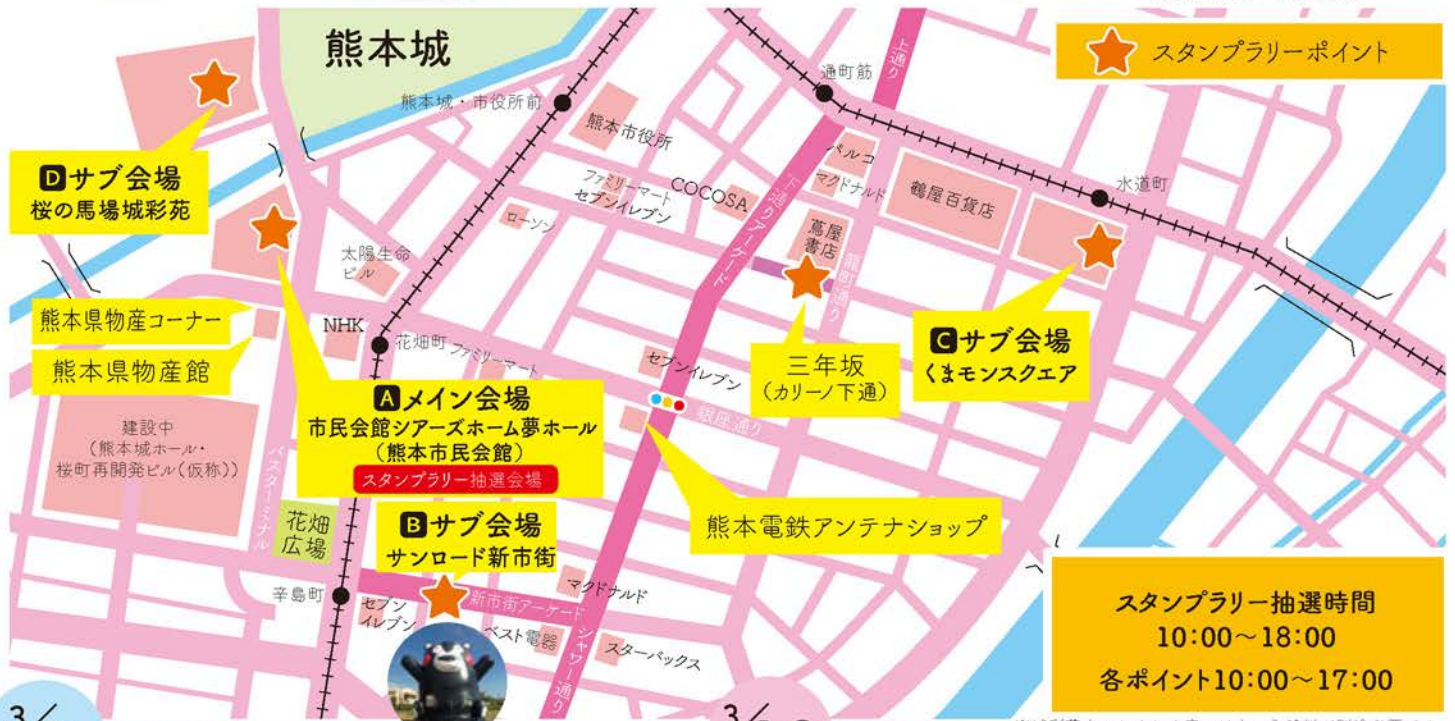 熊本城
スタンプラリーポイント
上通り
通町筋
熊本城・市役所前
熊本市役所
パルコ
マクドナルド
鶴屋百貨店
水道町
Dサブ会場
桜の馬場城彩苑
ファミリーマート
セブンイレブン
COCOSA
ローソン
下通りアーケード
蔦屋
書店
太陽生命
ビル
熊本県物産コーナー
熊本県物産館
NHK
花畑町
ファミリーマート
セブンイレブン
銀座通り
三年坂
(カリーノ下通)
Cサブ会場
くまモンスクエア
Aメイン会場
市民会館シアーズホーム夢ホール
(熊本市民会館)
スタンプラリー抽選会場
建設中
(熊本城ホール・
桜町再開発ビル(仮称))
バスターミナル
花畑
広場
Bサブ会場
サンロード新市街
熊本電鉄アンテナショップ
辛島町
セブン
イレブン
新市街アーケード
マクドナルド
ベスト電器
スターバックス
シャワー通り
スタンプラリー抽選時間
10:00～18:00
各ポイント10:00～17:00
3/
3/